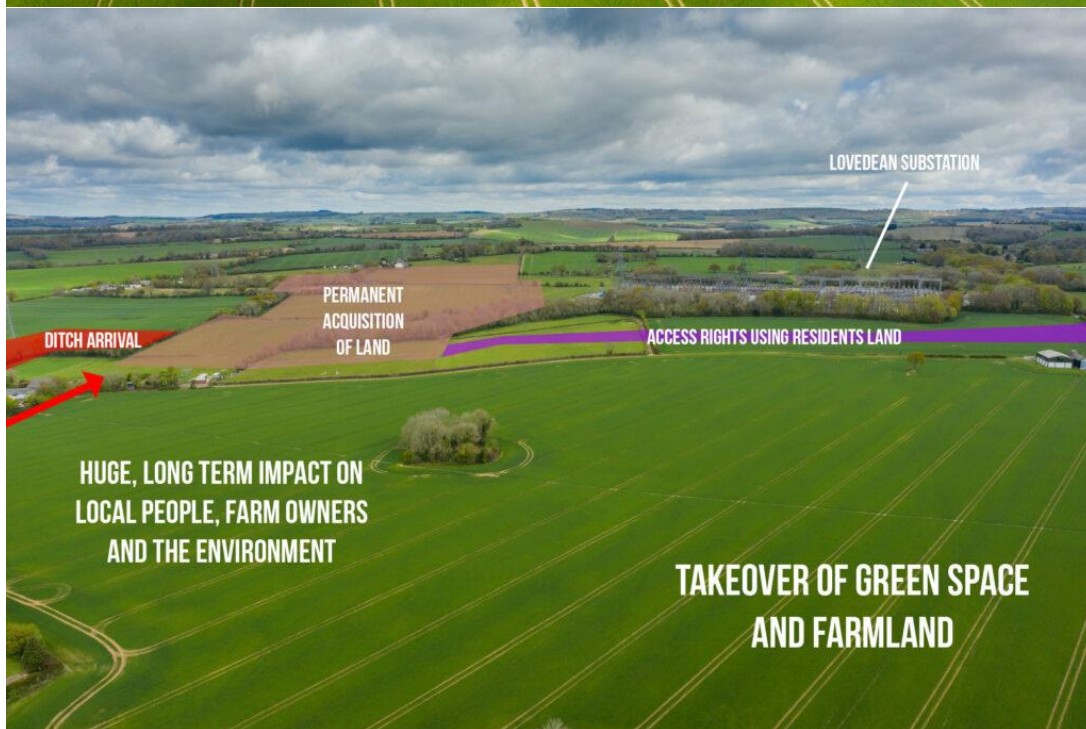 LOVEDEAN SUBSTATION
PERMANENT
ACQUISITION
OF LAND
DITCH ARRIVAL
ACCESS RIGHTS USING RESIDENTS LAND
HUGE, LONG TERM IMPACT ON
LOCAL PEOPLE, FARM OWNERS
AND THE ENVIRONMENT
TAKEOVER OF GREEN SPACE
AND FARMLAND